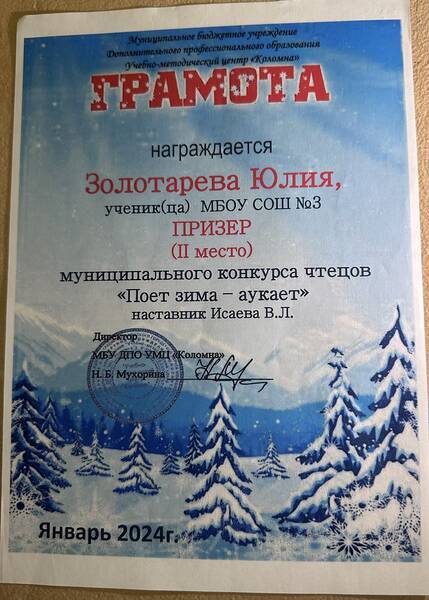 Муниципальное бюджетное учреждение
Дополнительного профессионального образования
Учебно-методический центр «Коломна»
ГРАМОТА
награждается
Золотарева Юлия,
ученик(ца) МБОУ СОШ №3
ПРИЗЕР
(II место)
муниципального конкурса чтецов
«Поет зима – аукает»
наставник Исаева В.Л.
Директор
МБУ ДПО УМЦ «Коломна»
Н. Б. Мухорина
Январь 2024г.